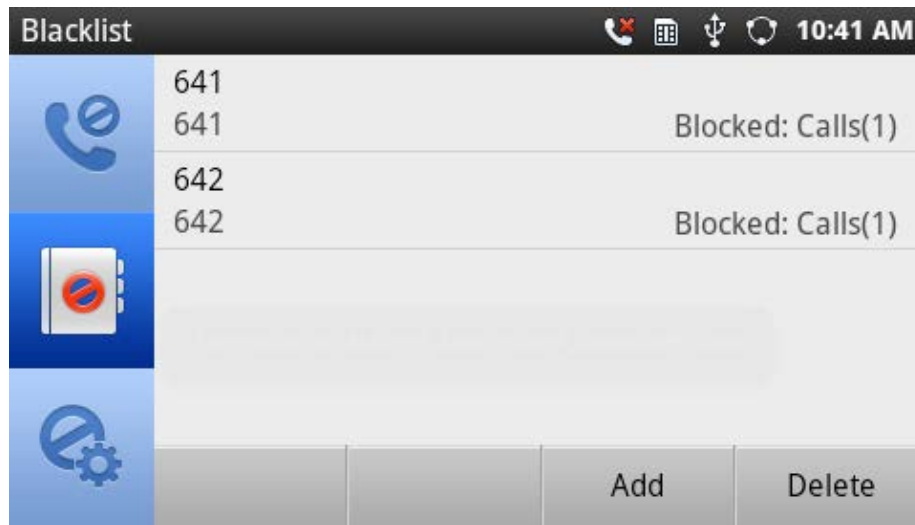 Blacklist 10:41 AM
641
641 Blocked: Calls(1)
642
642 Blocked: Calls(1)
Add Delete